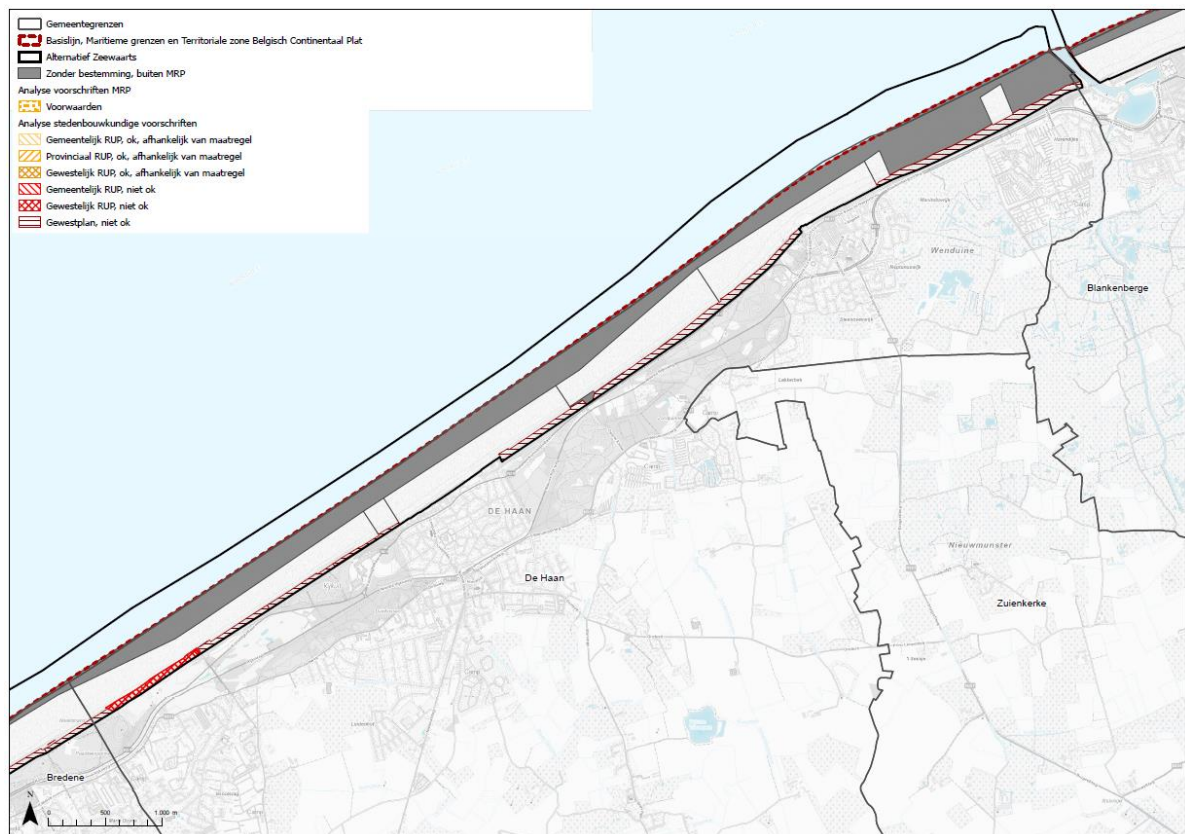 Gemeentegrenzen
Basislijn, Maritieme grenzen en Territoriale zone Belgisch Continentaal Plat
Alternatief Zeewaarts
Zonder bestemming, buiten MRP
Analyse voorschriften MRP
Voorwaarden
Analyse stedenbouwkundige voorschriften
Gemeentelijk RUP, ok, afhankelijk van maatregel
Provinciaal RUP, ok, afhankelijk van maatregel
Gewestelijk RUP, ok, afhankelijk van maatregel
Gemeentelijk RUP, niet ok
Gewestelijk RUP, niet ok
Gewestplan, niet ok
Wenduine
Blankenberge
DE HAAN
Nieuwmunster
De Haan
Zuienkerke
Bredene
N
0 500 1.000 m